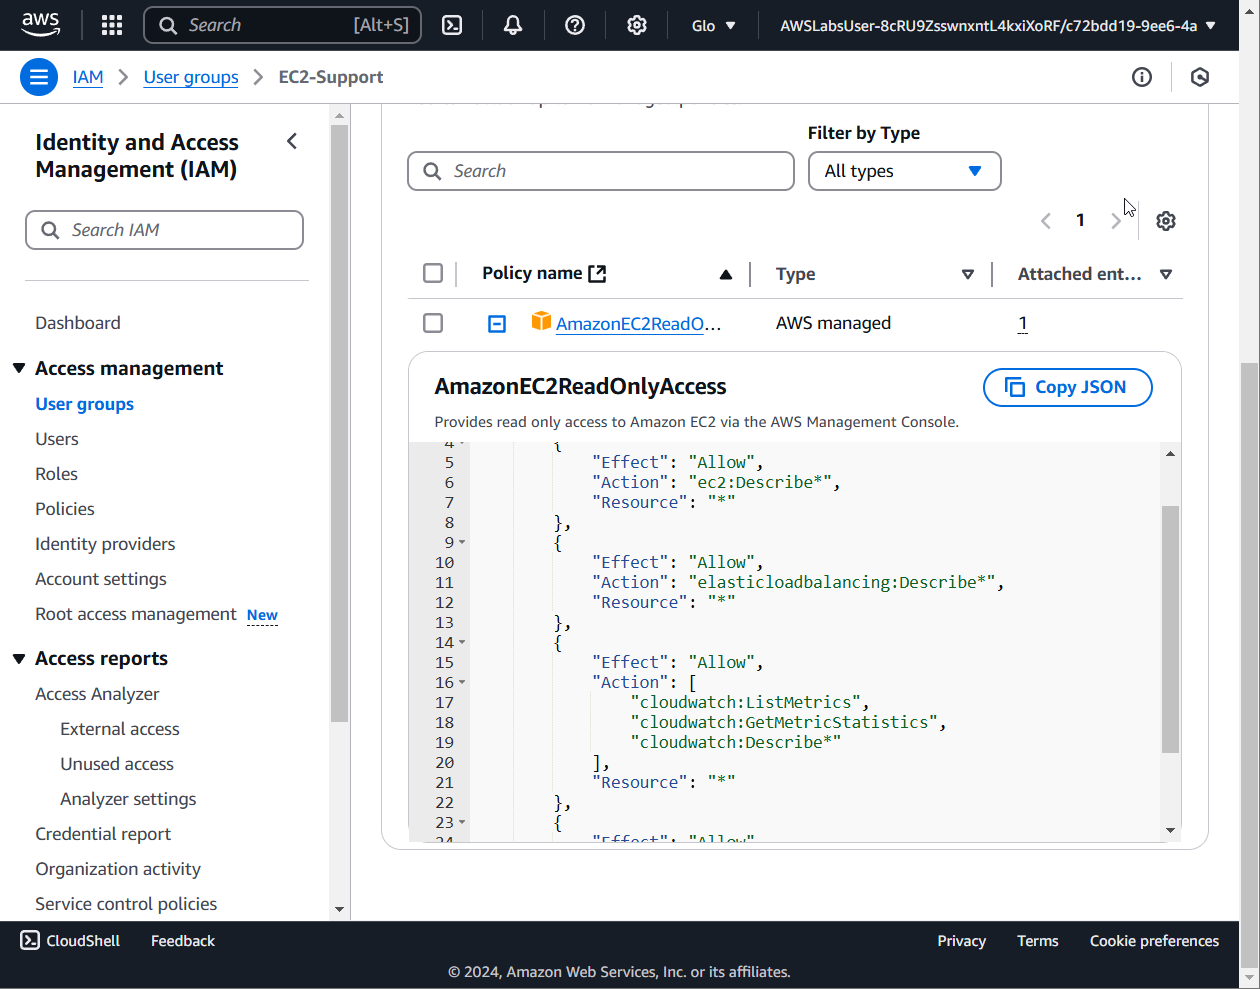 aws
Search [Alt+S]
Glo
AWSLabsUser-8cRU9ZsswnxntL4kxiXoRF/c72bdd19-9ee6-4a
IAM > User groups > EC2-Support
Identity and Access
Management (IAM)
Search IAM
Dashboard
Access management
User groups
Users
Roles
Policies
Identity providers
Account settings
Root access management New
Access reports
Access Analyzer
External access
Unused access
Analyzer settings
Credential report
Organization activity
Service control policies
Filter by Type
Search
All types
1
Policy name
Type
Attached ent...
AmazonEC2ReadO...
AWS managed
1
AmazonEC2ReadOnlyAccess
Copy JSON
Provides read only access to Amazon EC2 via the AWS Management Console.
4 {
5 "Effect": "Allow",
6 "Action": "ec2:Describe*",
7 "Resource": "*"
8 },
9 {
10 "Effect": "Allow",
11 "Action": "elasticloadbalancing:Describe*",
12 "Resource": "*"
13 },
14 {
15 "Effect": "Allow",
16 "Action": [
17 "cloudwatch:ListMetrics",
18 "cloudwatch:GetMetricStatistics",
19 "cloudwatch:Describe*"
20 ],
21 "Resource": "*"
22 },
23 {
24 "Effect": "Allow"
CloudShell
Feedback
Privacy
Terms
Cookie preferences
© 2024, Amazon Web Services, Inc. or its affiliates.